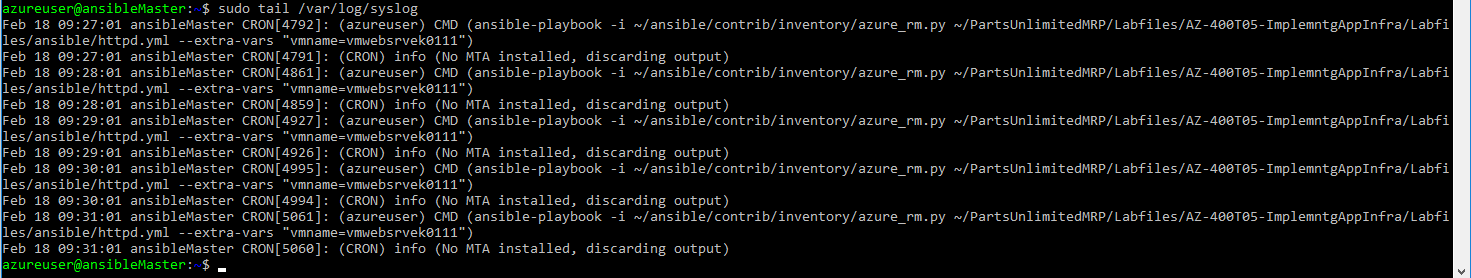 azureuser@ansibleMaster:~$ sudo tail /var/log/syslog
Feb 18 09:27:01 ansibleMaster CRON[4792]: (azureuser) CMD (ansible-playbook -i ~/ansible/contrib/inventory/azure_rm.py ~/PartsUnlimitedMRP/Labfiles/AZ-400T05-ImplemntgAppInfra/Labfi
les/ansible/httpd.yml --extra-vars "vmname=vmwebsrvek0111")
Feb 18 09:27:01 ansibleMaster CRON[4791]: (CRON) info (No MTA installed, discarding output)
Feb 18 09:28:01 ansibleMaster CRON[4861]: (azureuser) CMD (ansible-playbook -i ~/ansible/contrib/inventory/azure_rm.py ~/PartsUnlimitedMRP/Labfiles/AZ-400T05-ImplemntgAppInfra/Labfi
les/ansible/httpd.yml --extra-vars "vmname=vmwebsrvek0111")
Feb 18 09:28:01 ansibleMaster CRON[4859]: (CRON) info (No MTA installed, discarding output)
Feb 18 09:29:01 ansibleMaster CRON[4927]: (azureuser) CMD (ansible-playbook -i ~/ansible/contrib/inventory/azure_rm.py ~/PartsUnlimitedMRP/Labfiles/AZ-400T05-ImplemntgAppInfra/Labfi
les/ansible/httpd.yml --extra-vars "vmname=vmwebsrvek0111")
Feb 18 09:29:01 ansibleMaster CRON[4926]: (CRON) info (No MTA installed, discarding output)
Feb 18 09:30:01 ansibleMaster CRON[4995]: (azureuser) CMD (ansible-playbook -i ~/ansible/contrib/inventory/azure_rm.py ~/PartsUnlimitedMRP/Labfiles/AZ-400T05-ImplemntgAppInfra/Labfi
les/ansible/httpd.yml --extra-vars "vmname=vmwebsrvek0111")
Feb 18 09:30:01 ansibleMaster CRON[4994]: (CRON) info (No MTA installed, discarding output)
Feb 18 09:31:01 ansibleMaster CRON[5061]: (azureuser) CMD (ansible-playbook -i ~/ansible/contrib/inventory/azure_rm.py ~/PartsUnlimitedMRP/Labfiles/AZ-400T05-ImplemntgAppInfra/Labfi
les/ansible/httpd.yml --extra-vars "vmname=vmwebsrvek0111")
Feb 18 09:31:01 ansibleMaster CRON[5060]: (CRON) info (No MTA installed, discarding output)
azureuser@ansibleMaster:~$